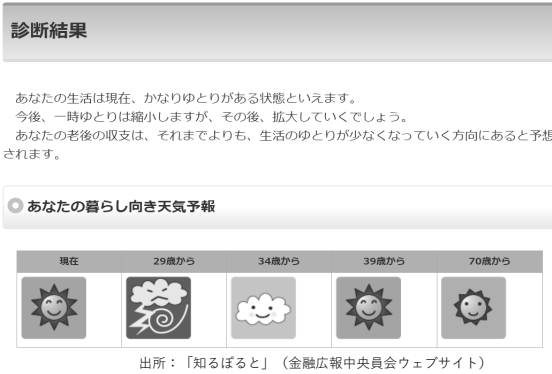 診断結果
あなたの生活は現在、かなりゆとりがある状態といえます。
今後、一時ゆとりは縮小しますが、その後、拡大していくでしょう。
あなたの老後の収支は、それまでよりも、生活のゆとりが少なくなっていく方向にあると予想
されます。
あなたの暮らし向き天気予報
現在 29歳から 34歳から 39歳から 70歳から
出所：「知るぽると」（金融広報中央員会ウェブサイト）